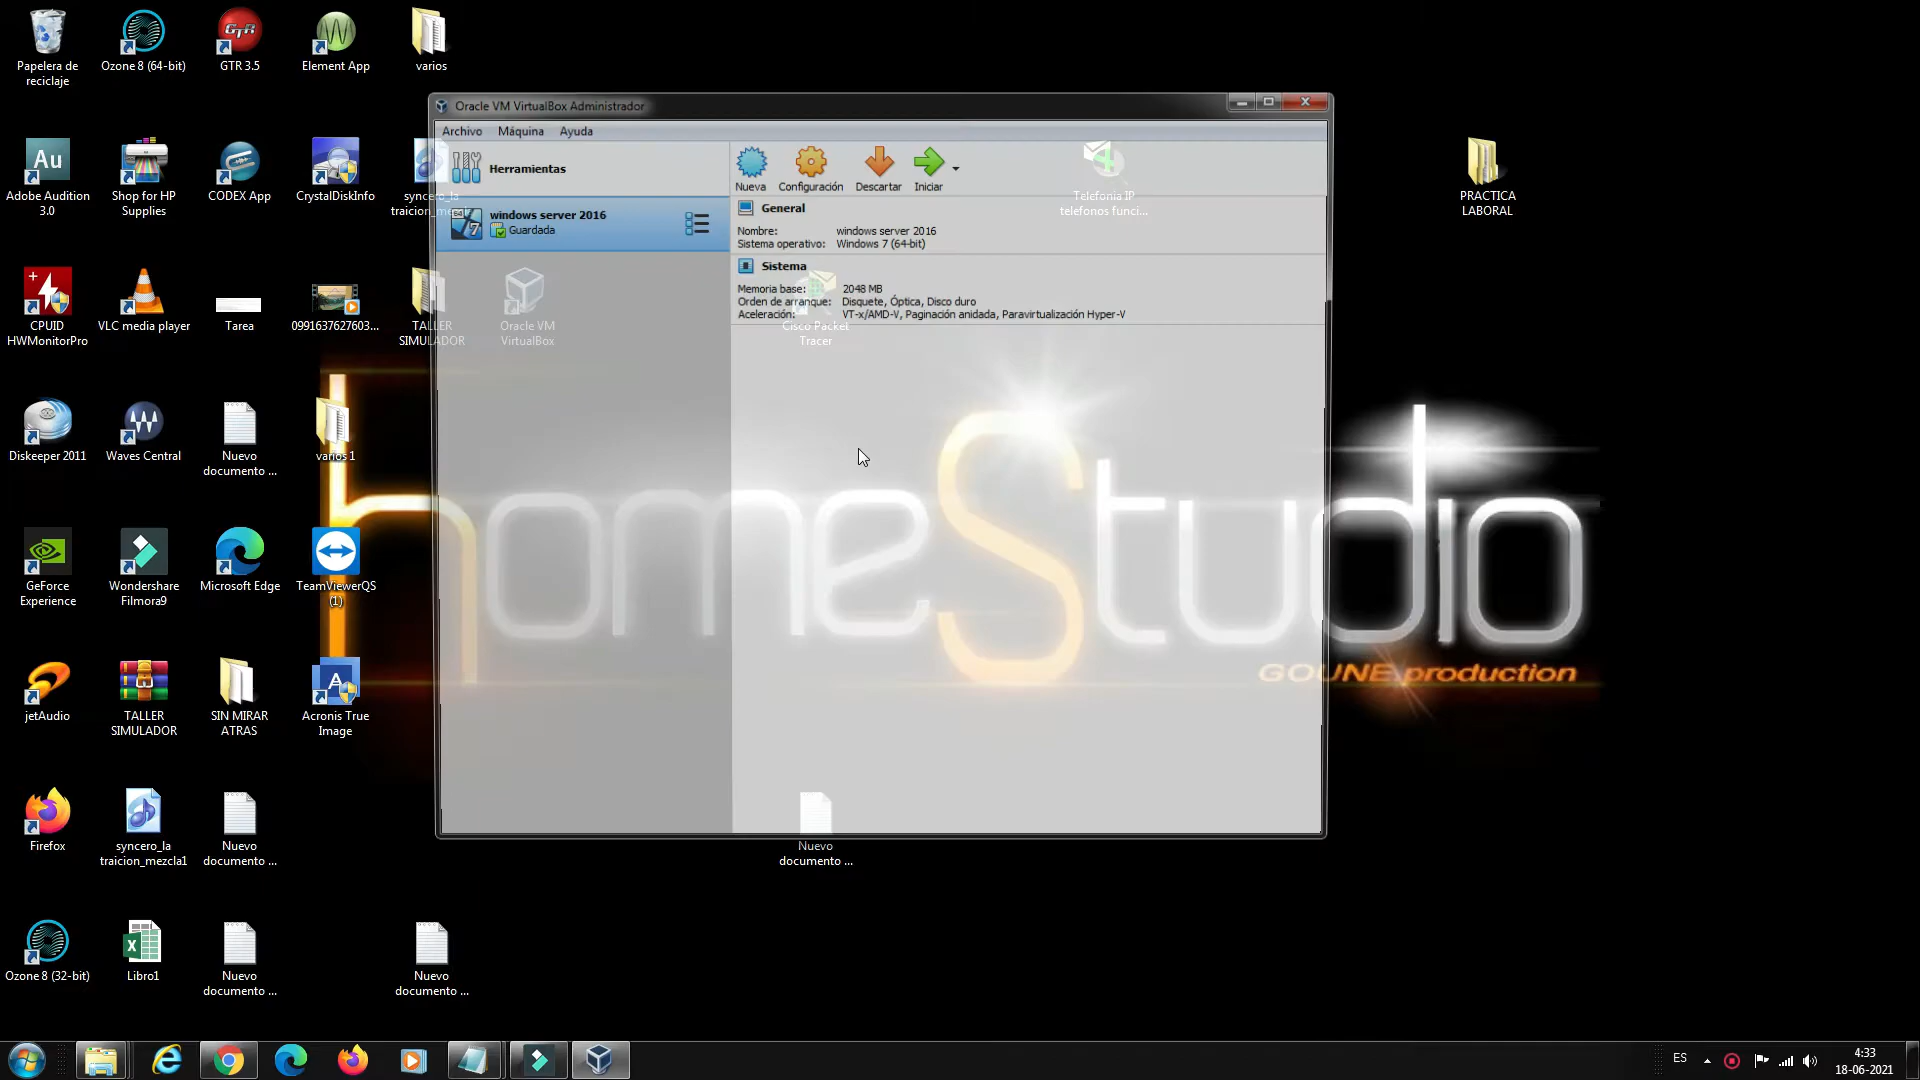 Papelera de
reciclaje
Ozone 8 (64-bit)
GTR
GTR 3.5
Element App
varios
Au
Adobe Audition
3.0
Shop for HP
Supplies
CODEX App
CrystalDiskInfo
syncero_la
CPUID
HWMonitorPro
VLC media player
Tarea
0991637627603...
TALLER
SIMULADOR
Oracle VM
VirtualBox
Diskeeper 2011
Waves Central
Nuevo
documento ...
varios 1
GeForce
Experience
Wondershare
Filmora9
Microsoft Edge
TeamViewerQS
(1)
jetAudio
TALLER
SIMULADOR
SIN MIRAR
ATRAS
Acronis True
Image
Firefox
syncero_la
traicion_mezcla1
Nuevo
documento ...
Ozone 8 (32-bit)
Libro1
Nuevo
documento ...
Nuevo
documento ...
Oracle VM VirtualBox Administrador
Archivo Máquina Ayuda
Herramientas
windows server 2016
Guardada
Nueva Configuración Descartar Iniciar
General
Nombre: windows server 2016
Sistema operativo: Windows 7 (64-bit)
Sistema
Memoria base: 2048 MB
Orden de arranque: Disquete, Óptica, Disco duro
Aceleración: VT-x/AMD-V, Paginación anidada, Paravirtualización Hyper-V
Telefonia IP
telefonos funci...
Cisco Packet
Tracer
Nuevo
documento ...
PRACTICA
LABORAL
homeStudio
GOUNE production
ES
4:33
18-06-2021